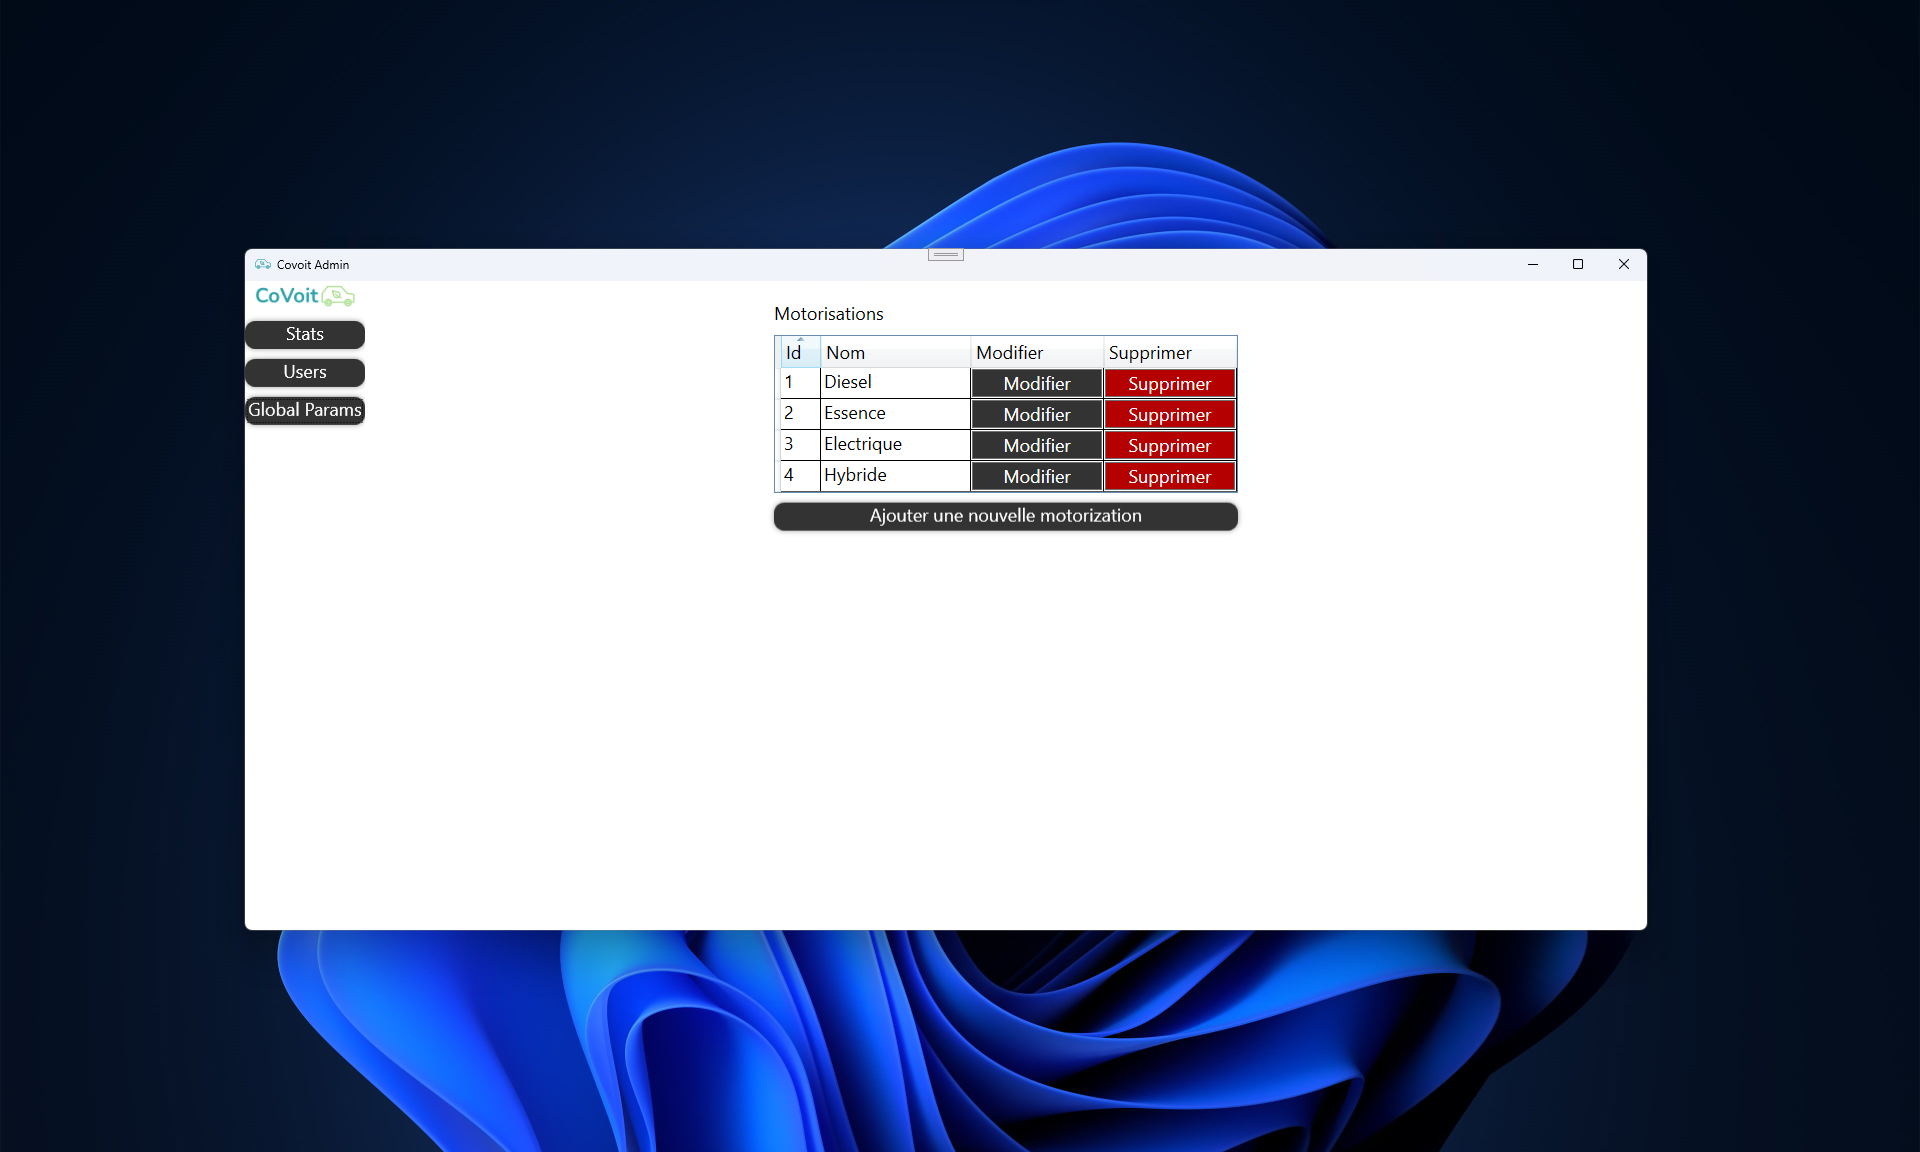 Covoit Admin
CoVoit
Stats
Users
Global Params
Motorisations
Id Nom Modifier Supprimer
1 Diesel Modifier Supprimer
2 Essence Modifier Supprimer
3 Electrique Modifier Supprimer
4 Hybride Modifier Supprimer
Ajouter une nouvelle motorization